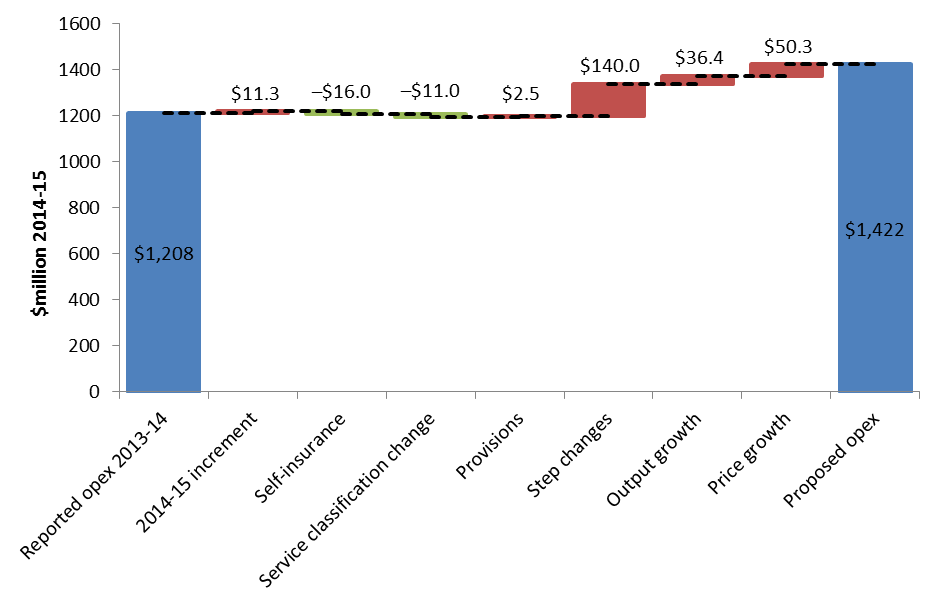 $million 2014-15
1600
1400
1200
1000
800
600
400
200
0
$1,208
$11.3
–$16.0
–$11.0
$2.5
$140.0
$36.4
$50.3
$1,422
Reported opex 2013-14
2014-15 increment
Self-insurance
Service classification change
Provisions
Step changes
Output growth
Price growth
Proposed opex